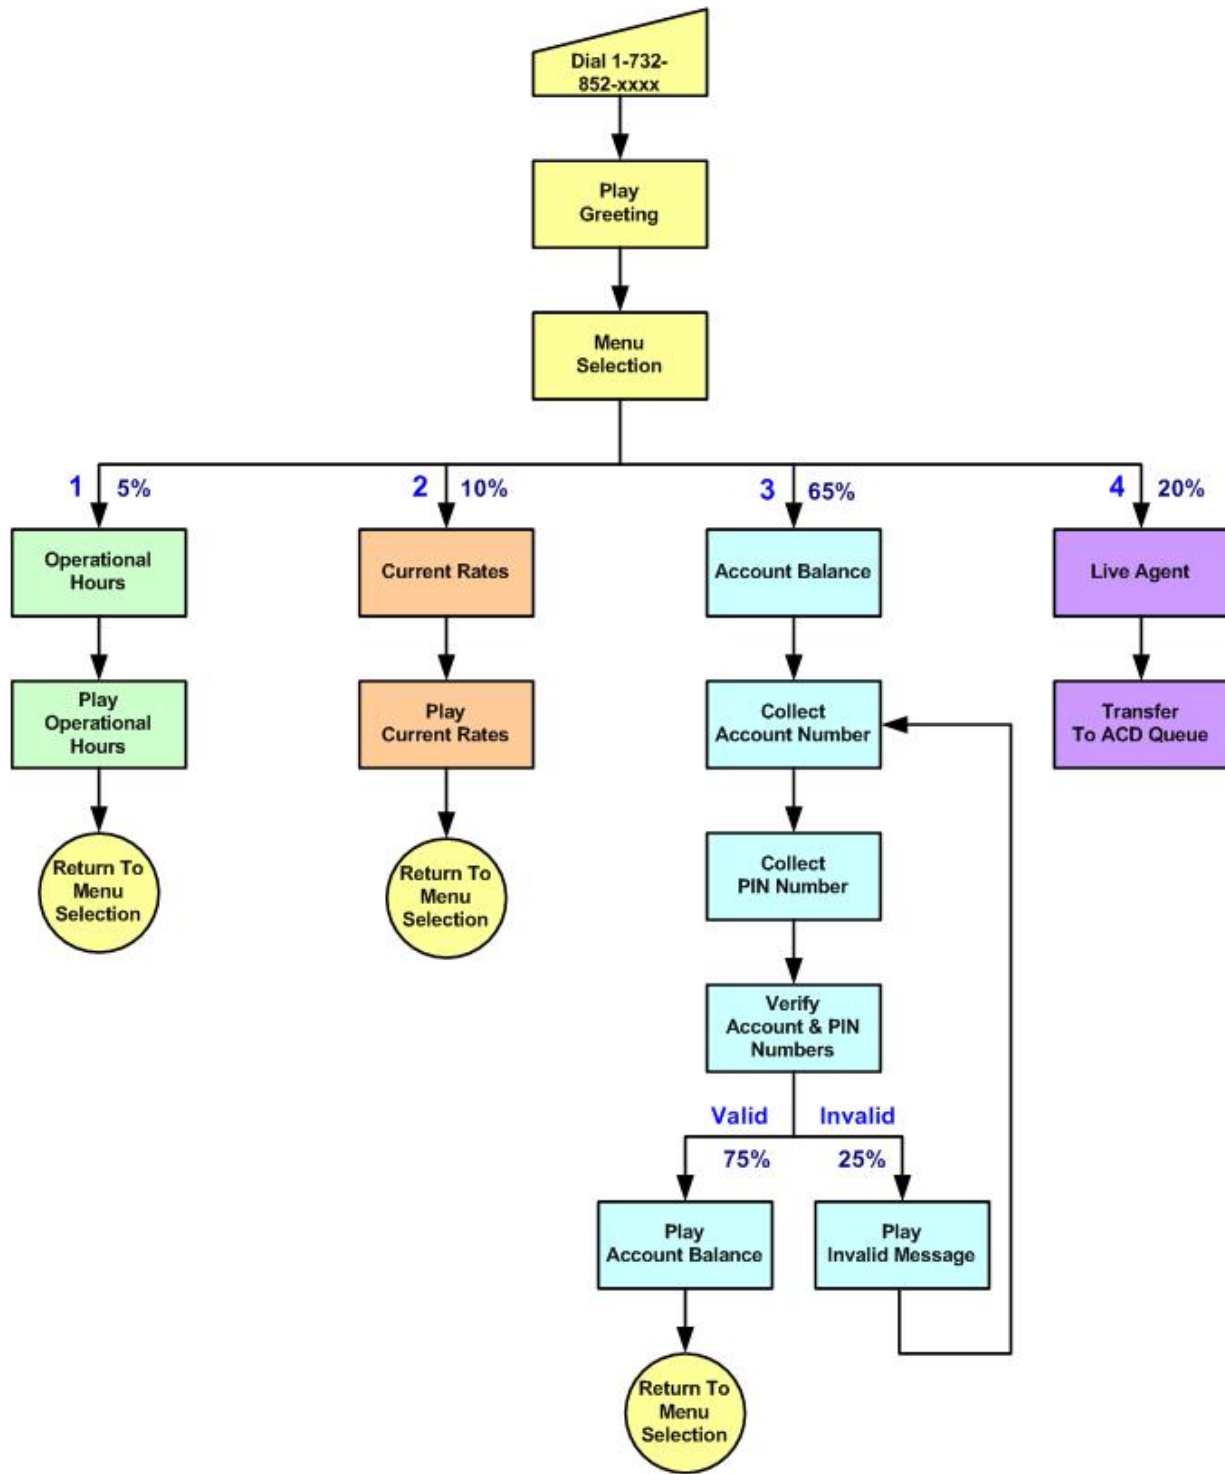 Dial 1-732-
852-xxxx
Play
Greeting
Menu
Selection
1 5%
2 10%
3 65%
4 20%
Operational
Hours
Current Rates
Account Balance
Live Agent
Play
Operational
Hours
Play
Current Rates
Collect
Account Number
Transfer
To ACD Queue
Return To
Menu
Selection
Return To
Menu
Selection
Collect
PIN Number
Verify
Account & PIN
Numbers
Valid
75%
Invalid
25%
Play
Account Balance
Play
Invalid Message
Return To
Menu
Selection